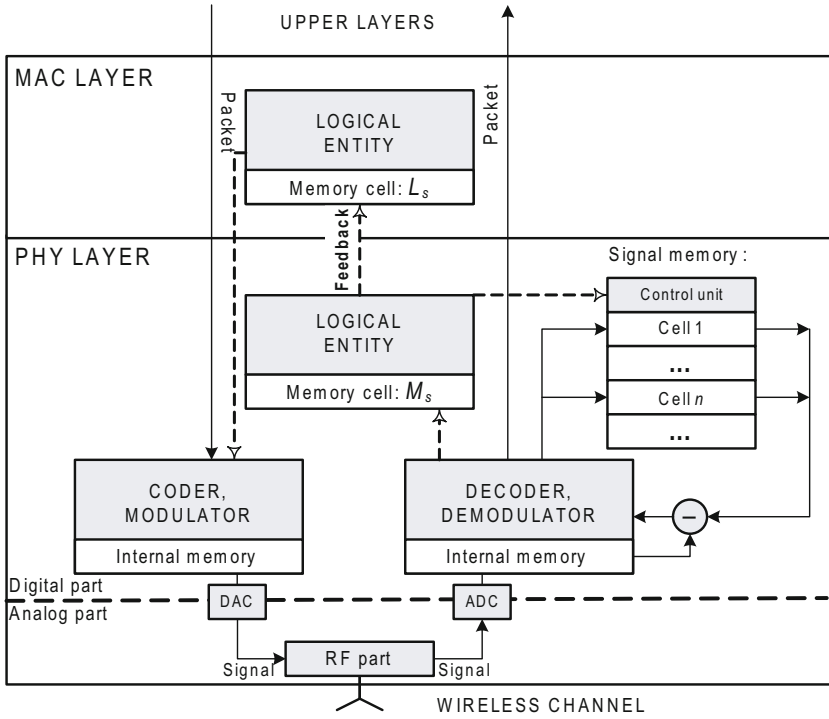 UPPER LAYERS
MAC LAYER
Packet
LOGICAL
ENTITY
Memory cell: Ls
Packet
Feedback
PHY LAYER
Signal memory :
LOGICAL
ENTITY
Memory cell: Ms
Control unit
Cell 1
...
Cell n
...
CODER,
MODULATOR
Internal memory
DECODER,
DEMODULATOR
Internal memory
−
Digital part
Analog part
DAC
ADC
Signal
RF part
Signal
WIRELESS CHANNEL